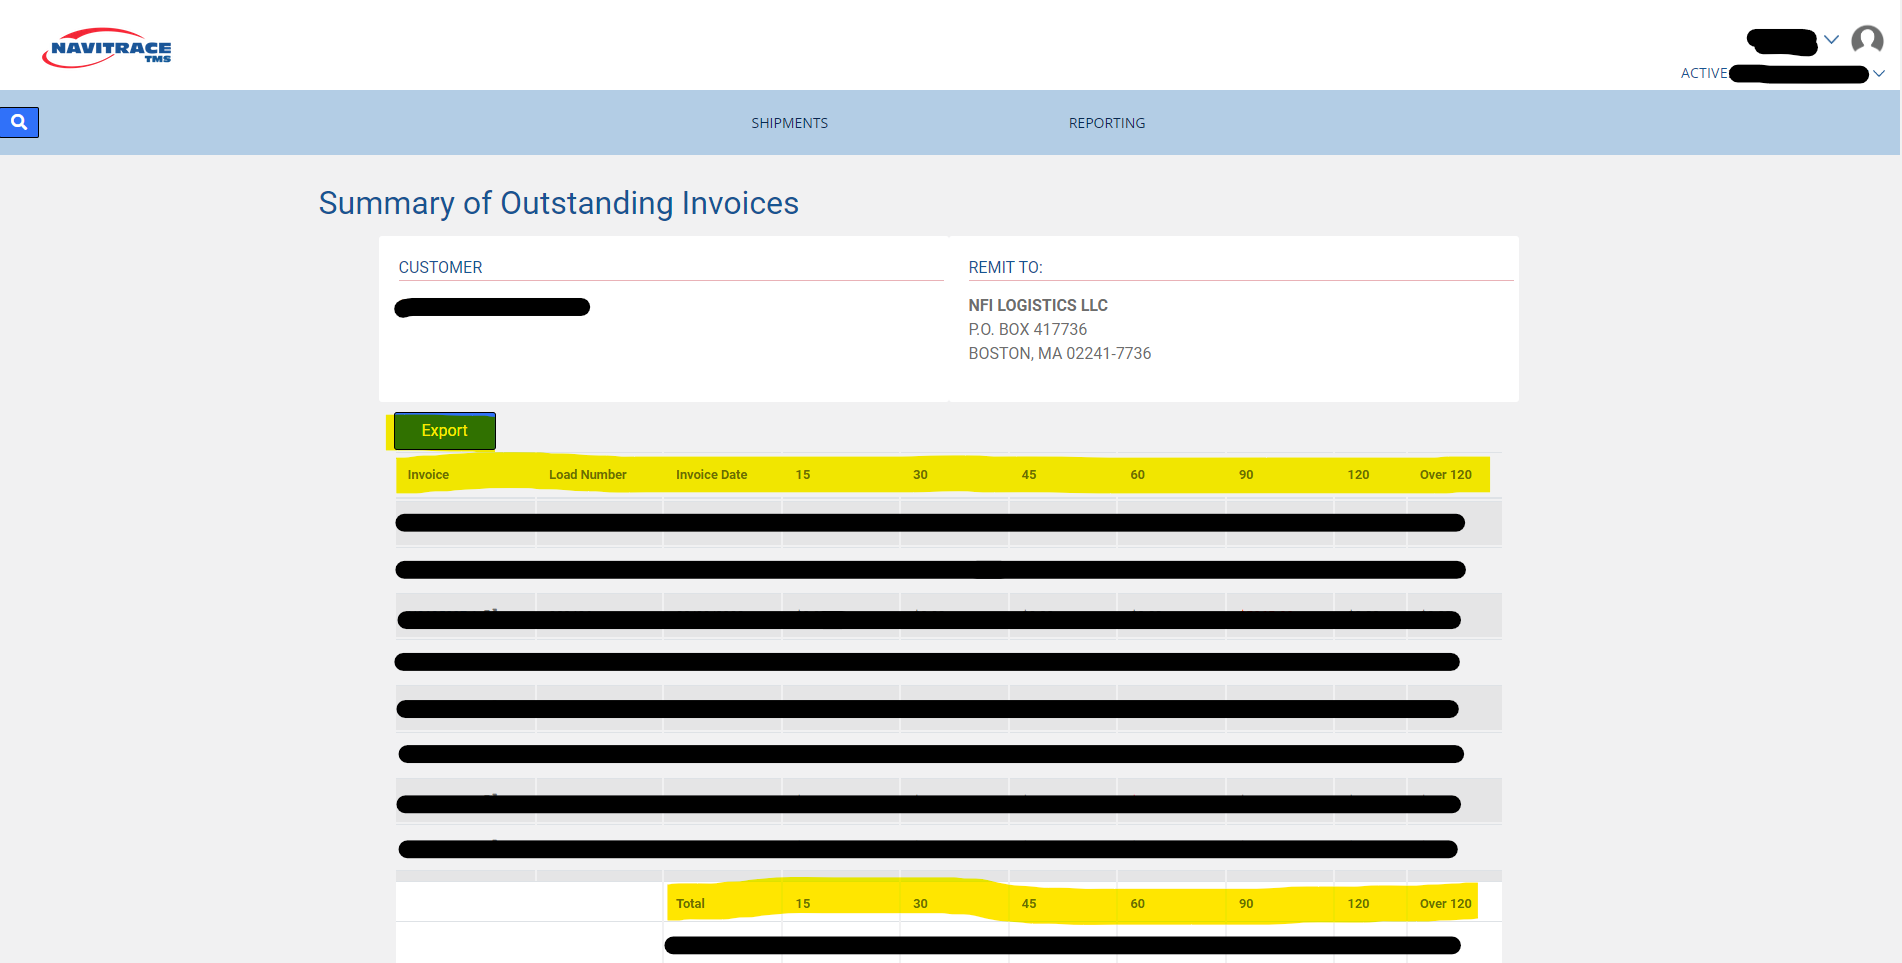 NAVITRACE
TMS
ACTIVE
SHIPMENTS REPORTING
Summary of Outstanding Invoices
CUSTOMER REMIT TO:
NFI LOGISTICS LLC
P.O. BOX 417736
BOSTON, MA 02241-7736
Export
Invoice Load Number Invoice Date 15 30 45 60 90 120 Over 120
Total 15 30 45 60 90 120 Over 120